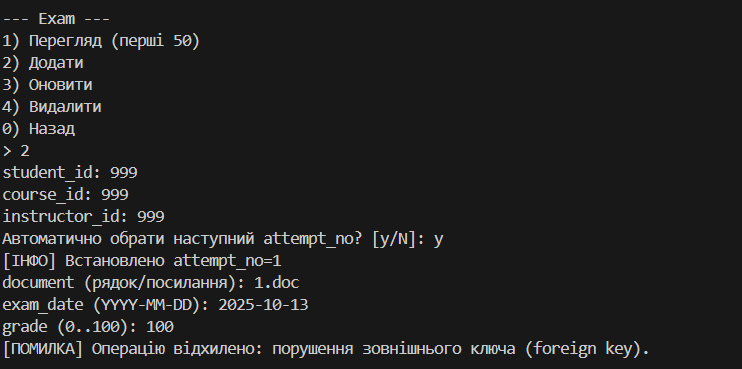 --- Exam ---
1) Перегляд (перші 50)
2) Додати
3) Оновити
4) Видалити
0) Назад
> 2
student_id: 999
course_id: 999
instructor_id: 999
Автоматично обрати наступний attempt_no? [y/N]: y
[ІНФО] Встановлено attempt_no=1
document (рядок/посилання): 1.doc
exam_date (YYYY-MM-DD): 2025-10-13
grade (0..100): 100
[ПОМИЛКА] Операцію відхилено: порушення зовнішнього ключа (foreign key).